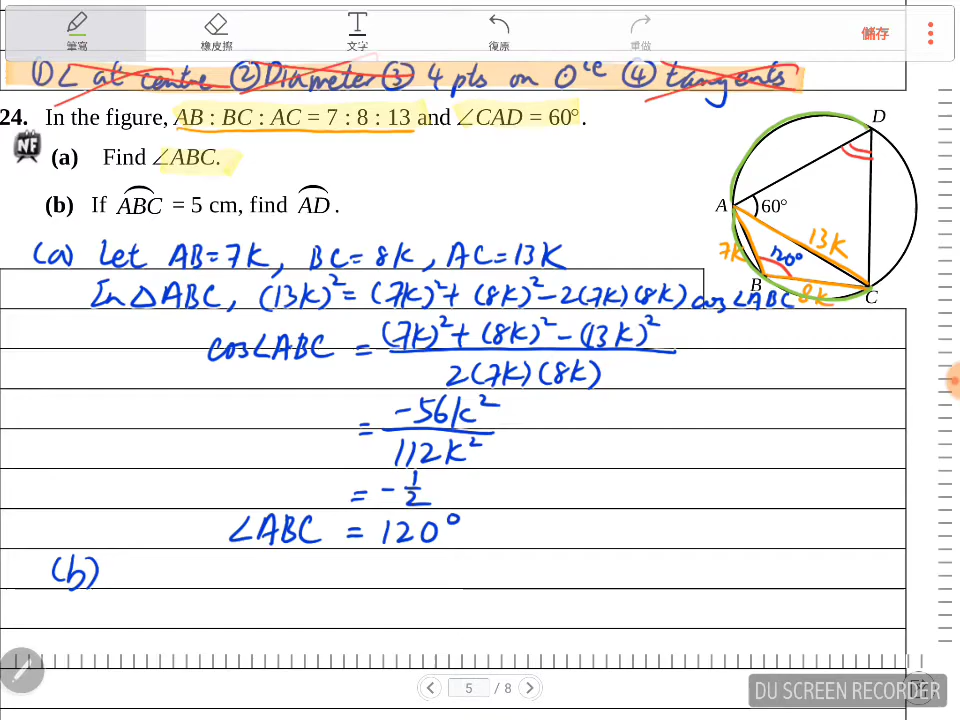 筆寫 橡皮擦 文字 復原 重做 儲存
①∠ at centre ②Diameter ③ 4 pts on ⊙ce ④ tangents
24. In the figure, AB : BC : AC = 7 : 8 : 13 and ∠CAD = 60°.
NF
(a) Find ∠ABC.
(b) If ABC = 5 cm, find AD.
D
A
60°
13K
7K
120°
B
8K
C
(a) Let AB=7K, BC=8K, AC=13K
In △ABC, (13K)²=(7K)²+(8K)²-2(7K)(8K) cos∠ABC
cos∠ABC = (7K)²+(8K)²-(13K)²
2(7K)(8K)
= -56K²
112K²
= -1/2
∠ABC = 120°
(b)
5 / 8
DU SCREEN RECORDER